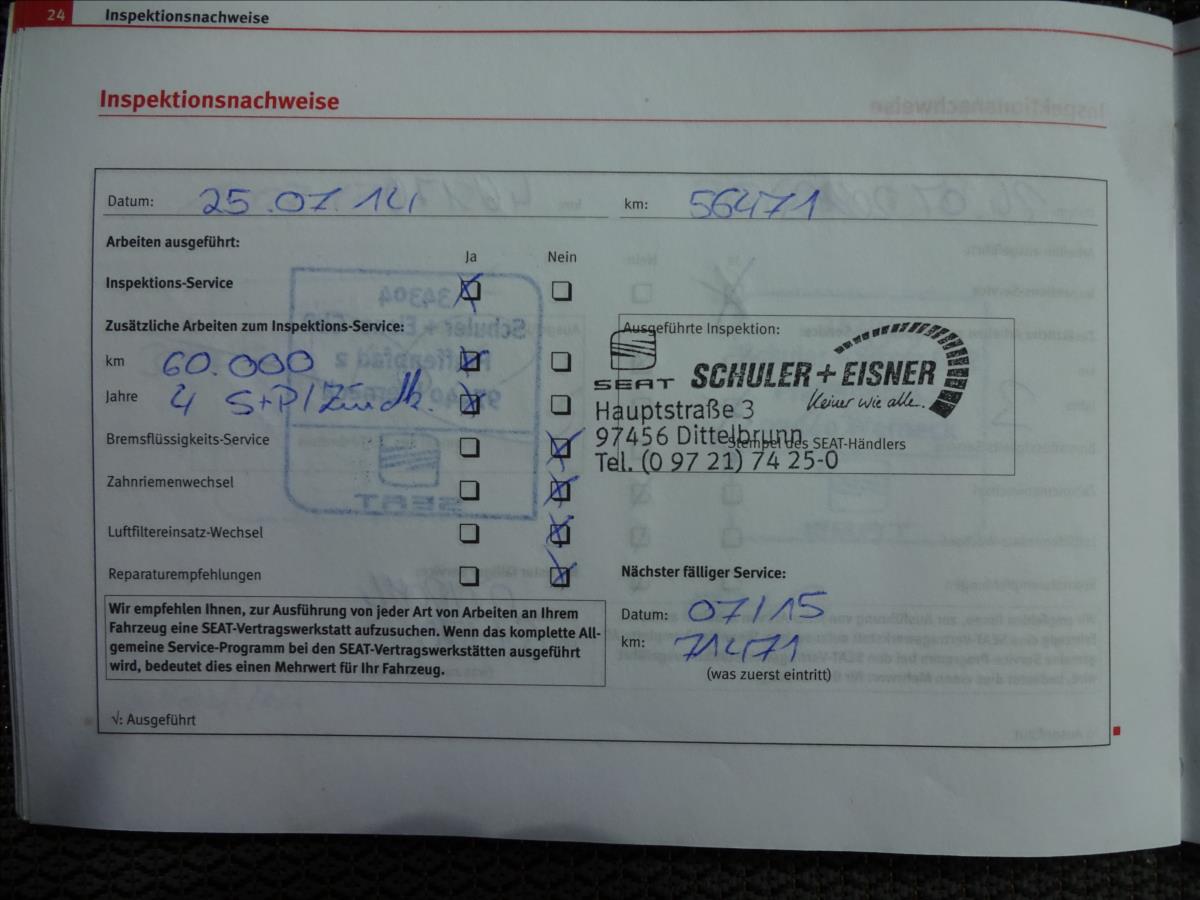 24 Inspektionsnachweise
Inspektionsnachweise
Datum: 25.07.14 km: 56471
Arbeiten ausgeführt:
Ja Nein
Inspektions-Service
Zusätzliche Arbeiten zum Inspektions-Service:
km 60.000
Jahre 4 S+P/Zündk.
Bremsflüssigkeits-Service
Zahnriemenwechsel
Luftfiltereinsatz-Wechsel
Reparaturempfehlungen
Wir empfehlen Ihnen, zur Ausführung von jeder Art von Arbeiten an Ihrem
Fahrzeug eine SEAT-Vertragswerkstatt aufzusuchen. Wenn das komplette All-
gemeine Service-Programm bei den SEAT-Vertragswerkstätten ausgeführt
wird, bedeutet dies einen Mehrwert für Ihr Fahrzeug.
√: Ausgeführt
Ausgeführte Inspektion:
SEAT SCHULER + EISNER
Keiner wie alle.
Hauptstraße 3
97456 Dittelbrunn
Stempel des SEAT-Händlers
Tel. (0 97 21) 74 25-0
Nächster fälliger Service:
Datum: 07/15
km: 71471
(was zuerst eintritt)